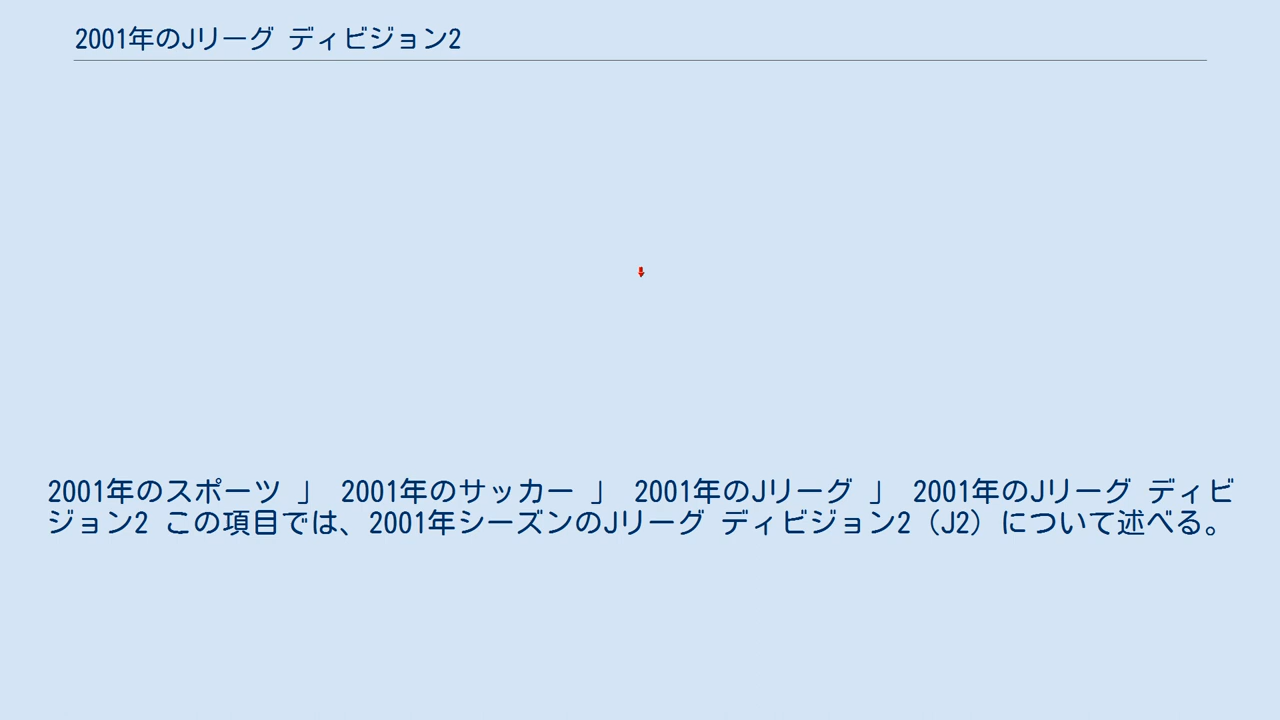 2001年のJリーグ ディビジョン2
2001年のスポーツ 」 2001年のサッカー 」 2001年のJリーグ 」 2001年のJリーグ ディビ
ジョン2 この項目では、2001年シーズンのJリーグ ディビジョン2（J2）について述べる。